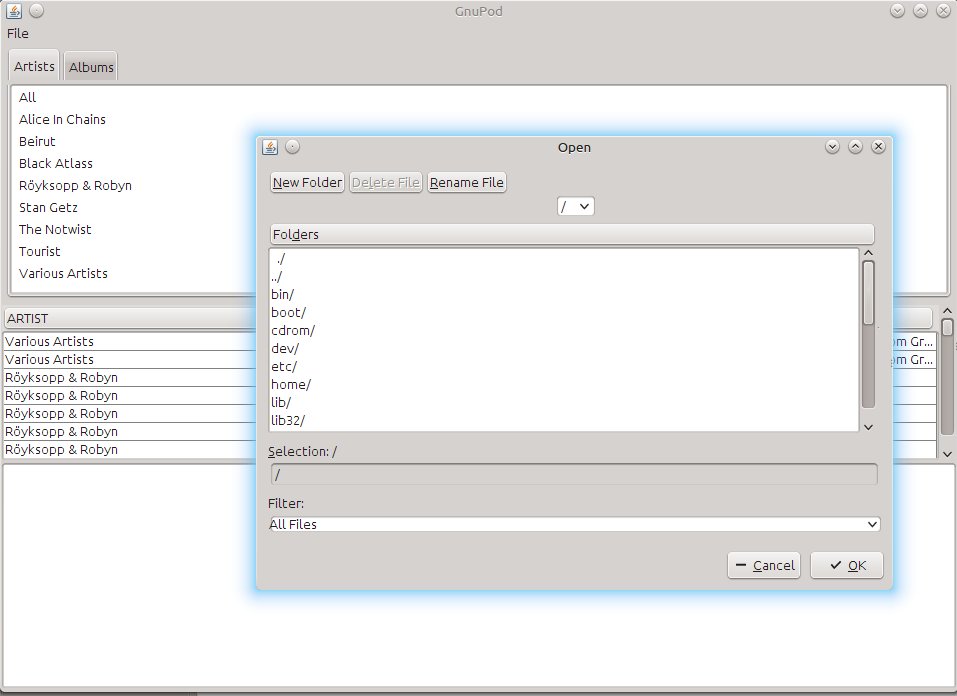 GnuPod
File
Artists Albums
All
Alice In Chains
Beirut
Black Atlass
Röyksopp & Robyn
Stan Getz
The Notwist
Tourist
Various Artists
ARTIST
Various Artists
Various Artists
Röyksopp & Robyn
Röyksopp & Robyn
Röyksopp & Robyn
Röyksopp & Robyn
Röyksopp & Robyn
om Gr...
om Gr...
Open
New Folder Delete File Rename File
/
Folders
./
../
bin/
boot/
cdrom/
dev/
etc/
home/
lib/
lib32/
Selection: /
/
Filter:
All Files
Cancel OK